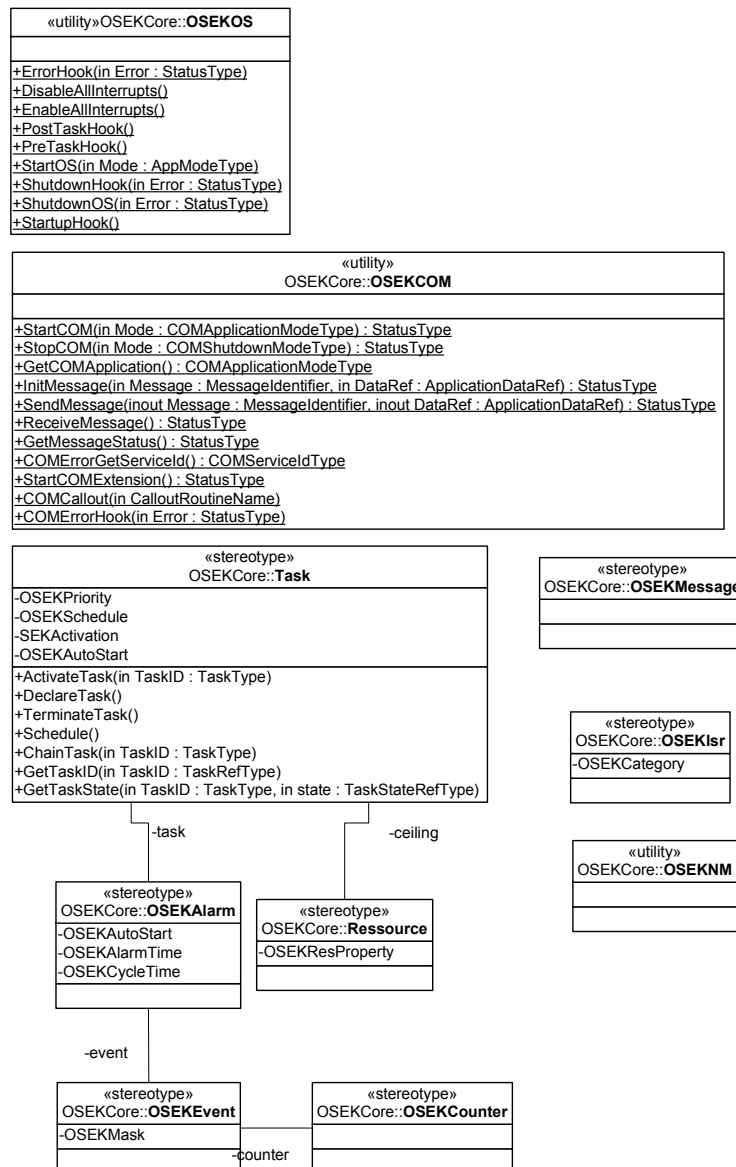 «utility»OSEKCore::OSEKOS
+ErrorHook(in Error : StatusType)
+DisableAllInterrupts()
+EnableAllInterrupts()
+PostTaskHook()
+PreTaskHook()
+StartOS(in Mode : AppModeType)
+ShutdownHook(in Error : StatusType)
+ShutdownOS(in Error : StatusType)
+StartupHook()
«utility»
OSEKCore::OSEKCOM
+StartCOM(in Mode : COMApplicationModeType) : StatusType
+StopCOM(in Mode : COMShutdownModeType) : StatusType
+GetCOMApplication() : COMApplicationModeType
+InitMessage(in Message : MessageIdentifier, in DataRef : ApplicationDataRef) : StatusType
+SendMessage(inout Message : MessageIdentifier, inout DataRef : ApplicationDataRef) : StatusType
+ReceiveMessage() : StatusType
+GetMessageStatus() : StatusType
+COMErrorGetServiceId() : COMServiceIdType
+StartCOMExtension() : StatusType
+COMCallout(in CalloutRoutineName)
+COMErrorHook(in Error : StatusType)
«stereotype»
OSEKCore::Task
-OSEKPriority
-OSEKSchedule
-SEKActivation
-OSEKAutoStart
+ActivateTask(in TaskID : TaskType)
+DeclareTask()
+TerminateTask()
+Schedule()
+ChainTask(in TaskID : TaskType)
+GetTaskID(in TaskID : TaskRefType)
+GetTaskState(in TaskID : TaskType, in state : TaskStateRefType)
«stereotype»
OSEKCore::OSEKMessage
«stereotype»
OSEKCore::OSEKIsr
-OSEKCategory
«utility»
OSEKCore::OSEKNM
-task
-ceiling
«stereotype»
OSEKCore::OSEKAlarm
-OSEKAutoStart
-OSEKAlarmTime
-OSEKCycleTime
«stereotype»
OSEKCore::Ressource
-OSEKResProperty
-event
«stereotype»
OSEKCore::OSEKEvent
-OSEKMask
-counter
«stereotype»
OSEKCore::OSEKCounter